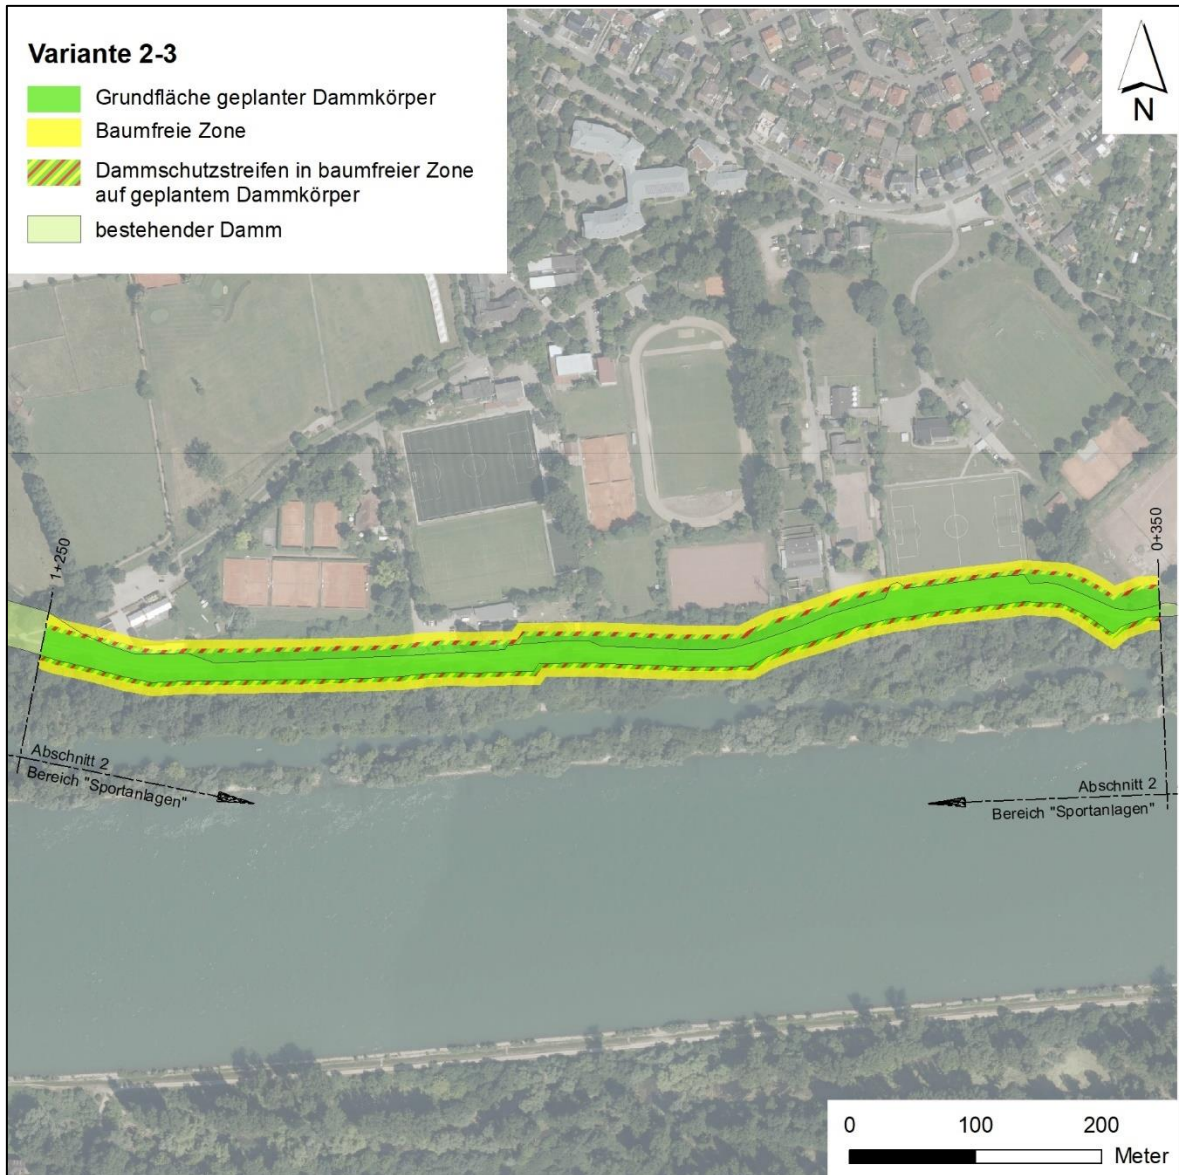 Variante 2-3
Grundfläche geplanter Dammkörper
Baumfreie Zone
Dammschutzstreifen in baumfreier Zone
auf geplantem Dammkörper
bestehender Damm
N
1+250
0+350
Abschnitt 2
Bereich "Sportanlagen"
Abschnitt 2
Bereich "Sportanlagen"
0 100 200
Meter